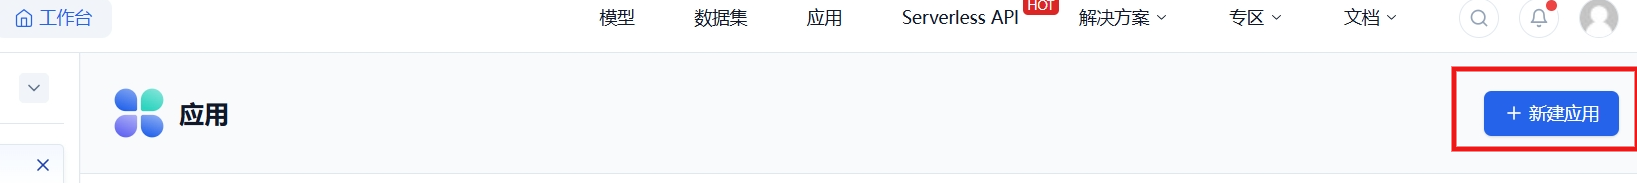 工作台 模型 数据集 应用 Serverless API HOT 解决方案 专区 文档
应用
+ 新建应用